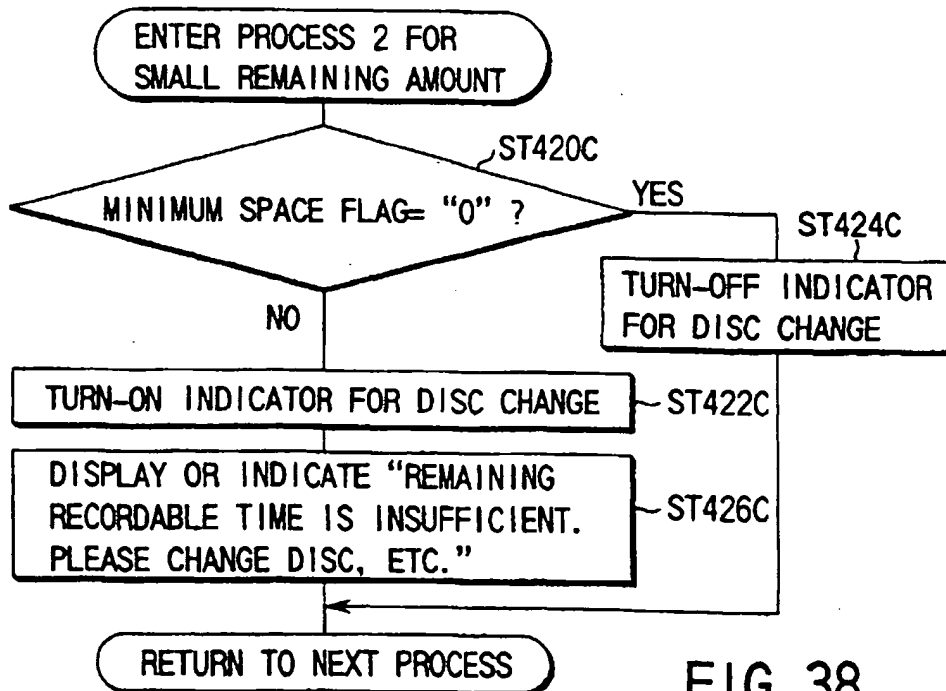 ENTER PROCESS 2 FOR
SMALL REMAINING AMOUNT
ST420C
MINIMUM SPACE FLAG= “0” ?
YES
ST424C
TURN-OFF INDICATOR
FOR DISC CHANGE
NO
TURN-ON INDICATOR FOR DISC CHANGE
ST422C
DISPLAY OR INDICATE “REMAINING
RECORDABLE TIME IS INSUFFICIENT.
PLEASE CHANGE DISC, ETC.”
ST426C
RETURN TO NEXT PROCESS
FIG. 38